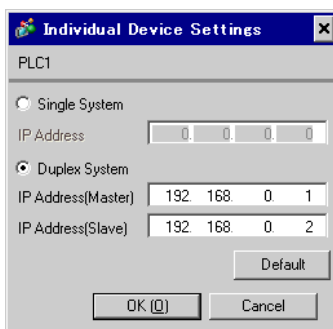 Individual Device Settings
PLC1
Single System
IP Address 0. 0. 0. 0
Duplex System
IP Address(Master) 192. 168. 0. 1
IP Address(Slave) 192. 168. 0. 2
Default
OK (O) Cancel